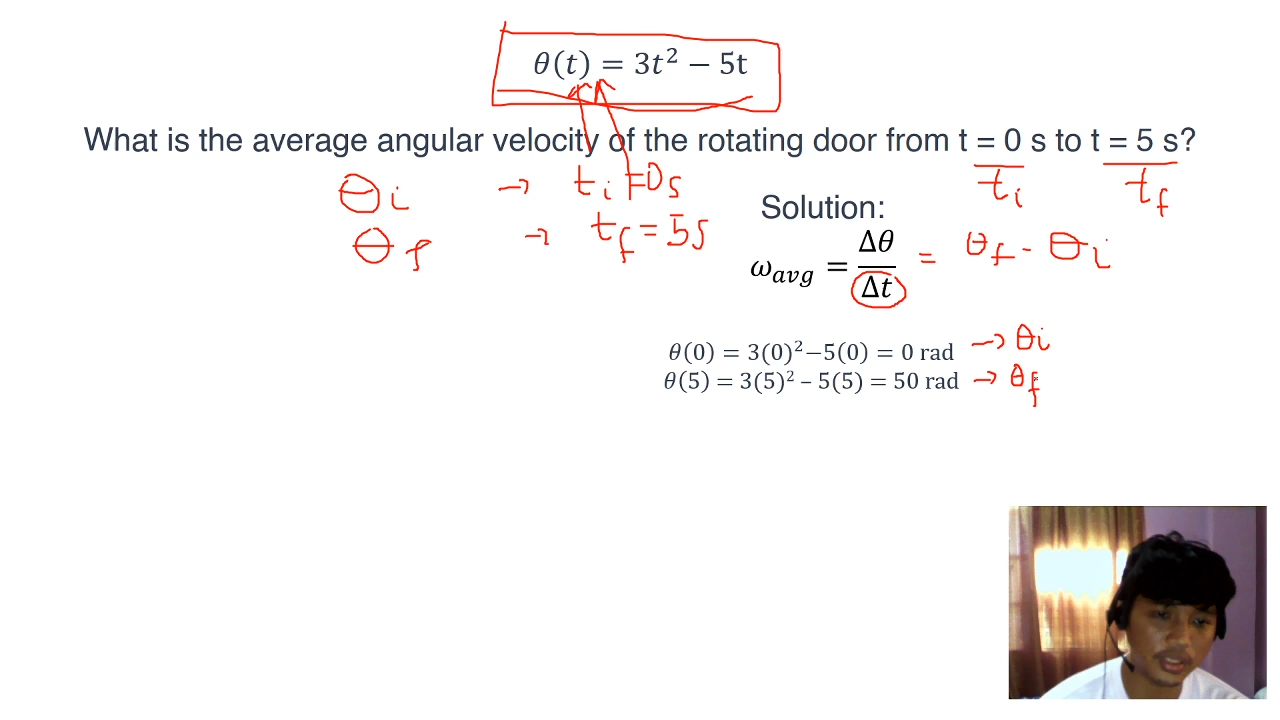 θ(t) = 3t² − 5t
What is the average angular velocity of the rotating door from t = 0 s to t = 5 s?
θi → ti = 0s
ti tf
θf → tf = 5s
Solution:
ω_avg = Δθ/Δt = θf - θi
θ(0) = 3(0)²−5(0) = 0 rad → θi
θ(5) = 3(5)² – 5(5) = 50 rad → θf